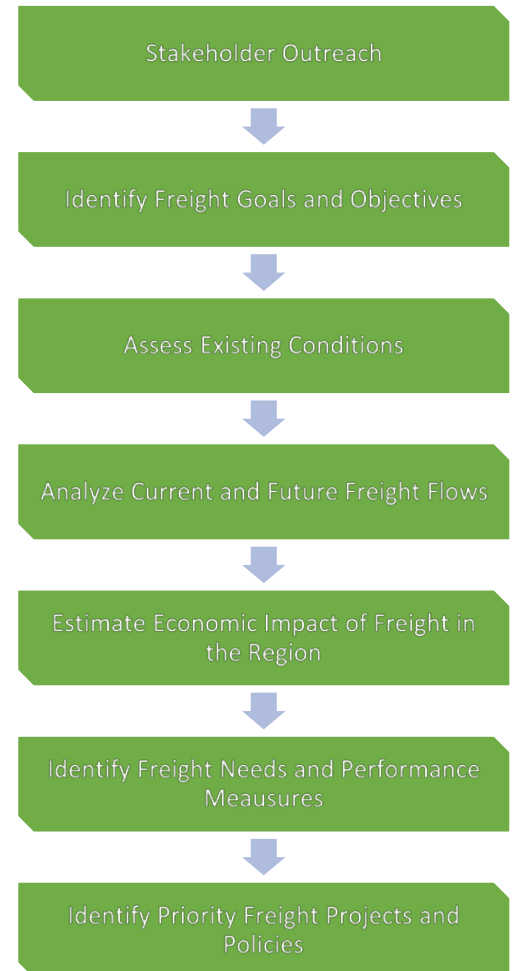 Stakeholder Outreach
Identify Freight Goals and Objectives
Assess Existing Conditions
Analyze Current and Future Freight Flows
Estimate Economic Impact of Freight in
the Region
Identify Freight Needs and Performance
Meausures
Identify Priority Freight Projects and
Policies